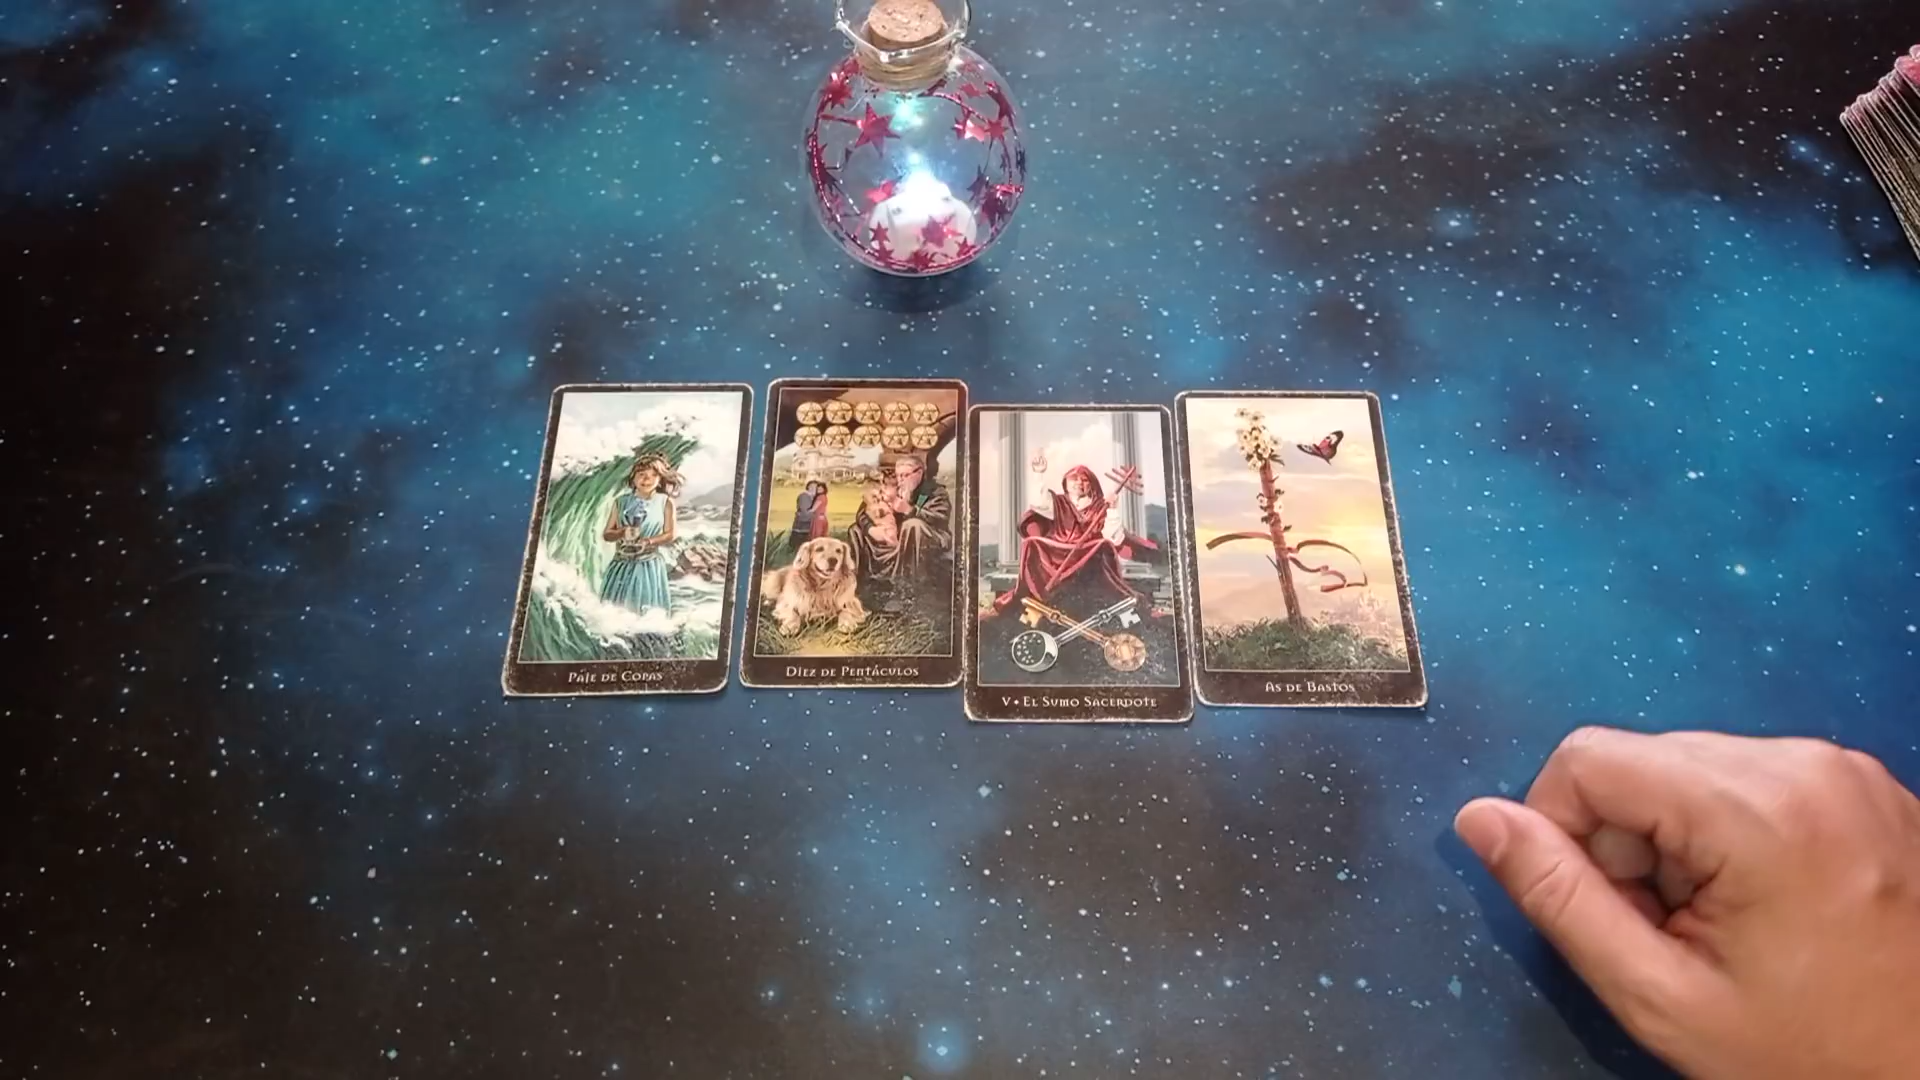 Paje de Copas
Diez de Pentáculos
V • El Sumo Sacerdote
As de Bastos